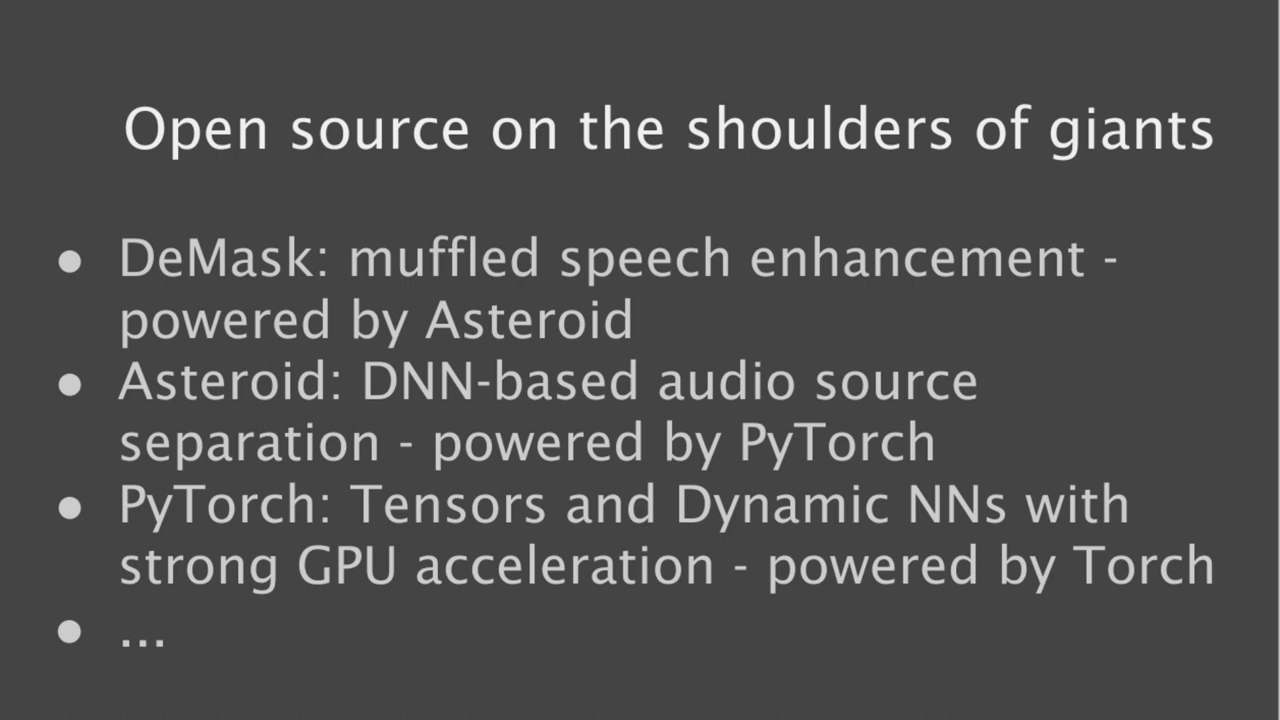 Open source on the shoulders of giants
● DeMask: muffled speech enhancement -
powered by Asteroid
● Asteroid: DNN-based audio source
separation - powered by PyTorch
● PyTorch: Tensors and Dynamic NNs with
strong GPU acceleration - powered by Torch
● ...